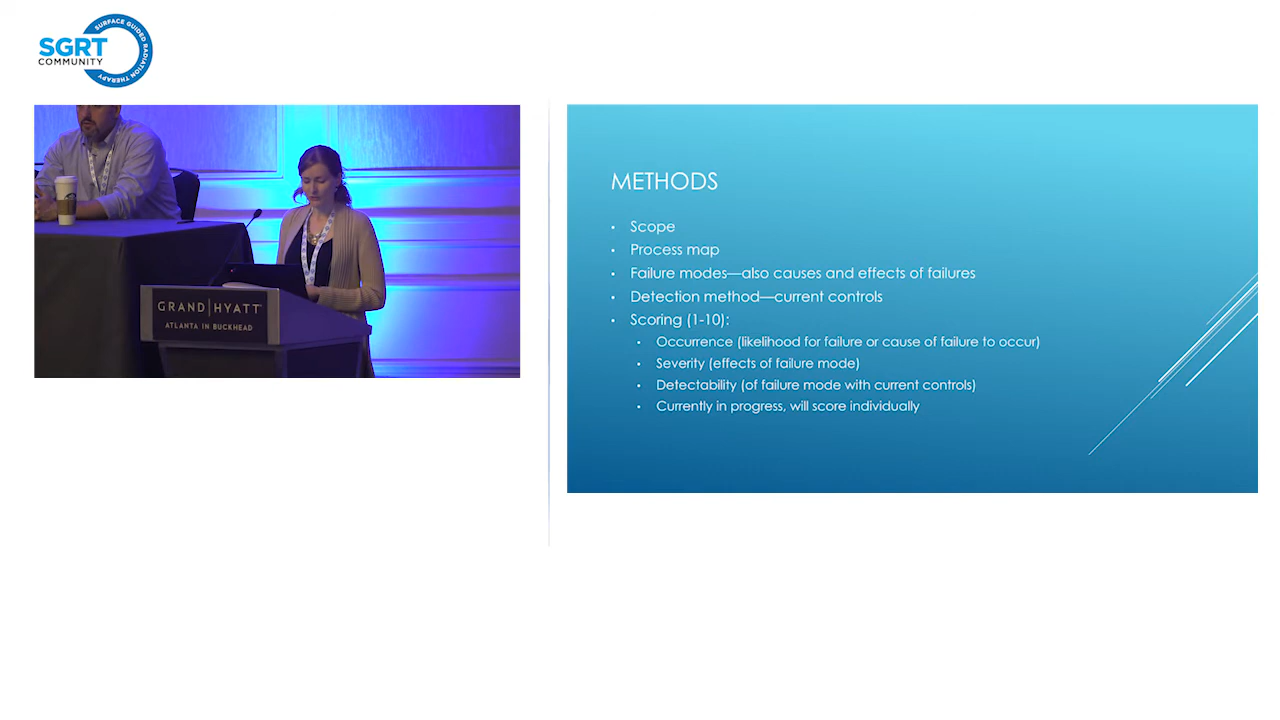 SURFACE GUIDED RADIATION THERAPY
SGRT
COMMUNITY
GRAND|HYATT
ATLANTA IN BUCKHEAD
METHODS
• Scope
• Process map
• Failure modes—also causes and effects of failures
• Detection method—current controls
• Scoring (1-10):
• Occurrence (likelihood for failure or cause of failure to occur)
• Severity (effects of failure mode)
• Detectability (of failure mode with current controls)
• Currently in progress, will score individually